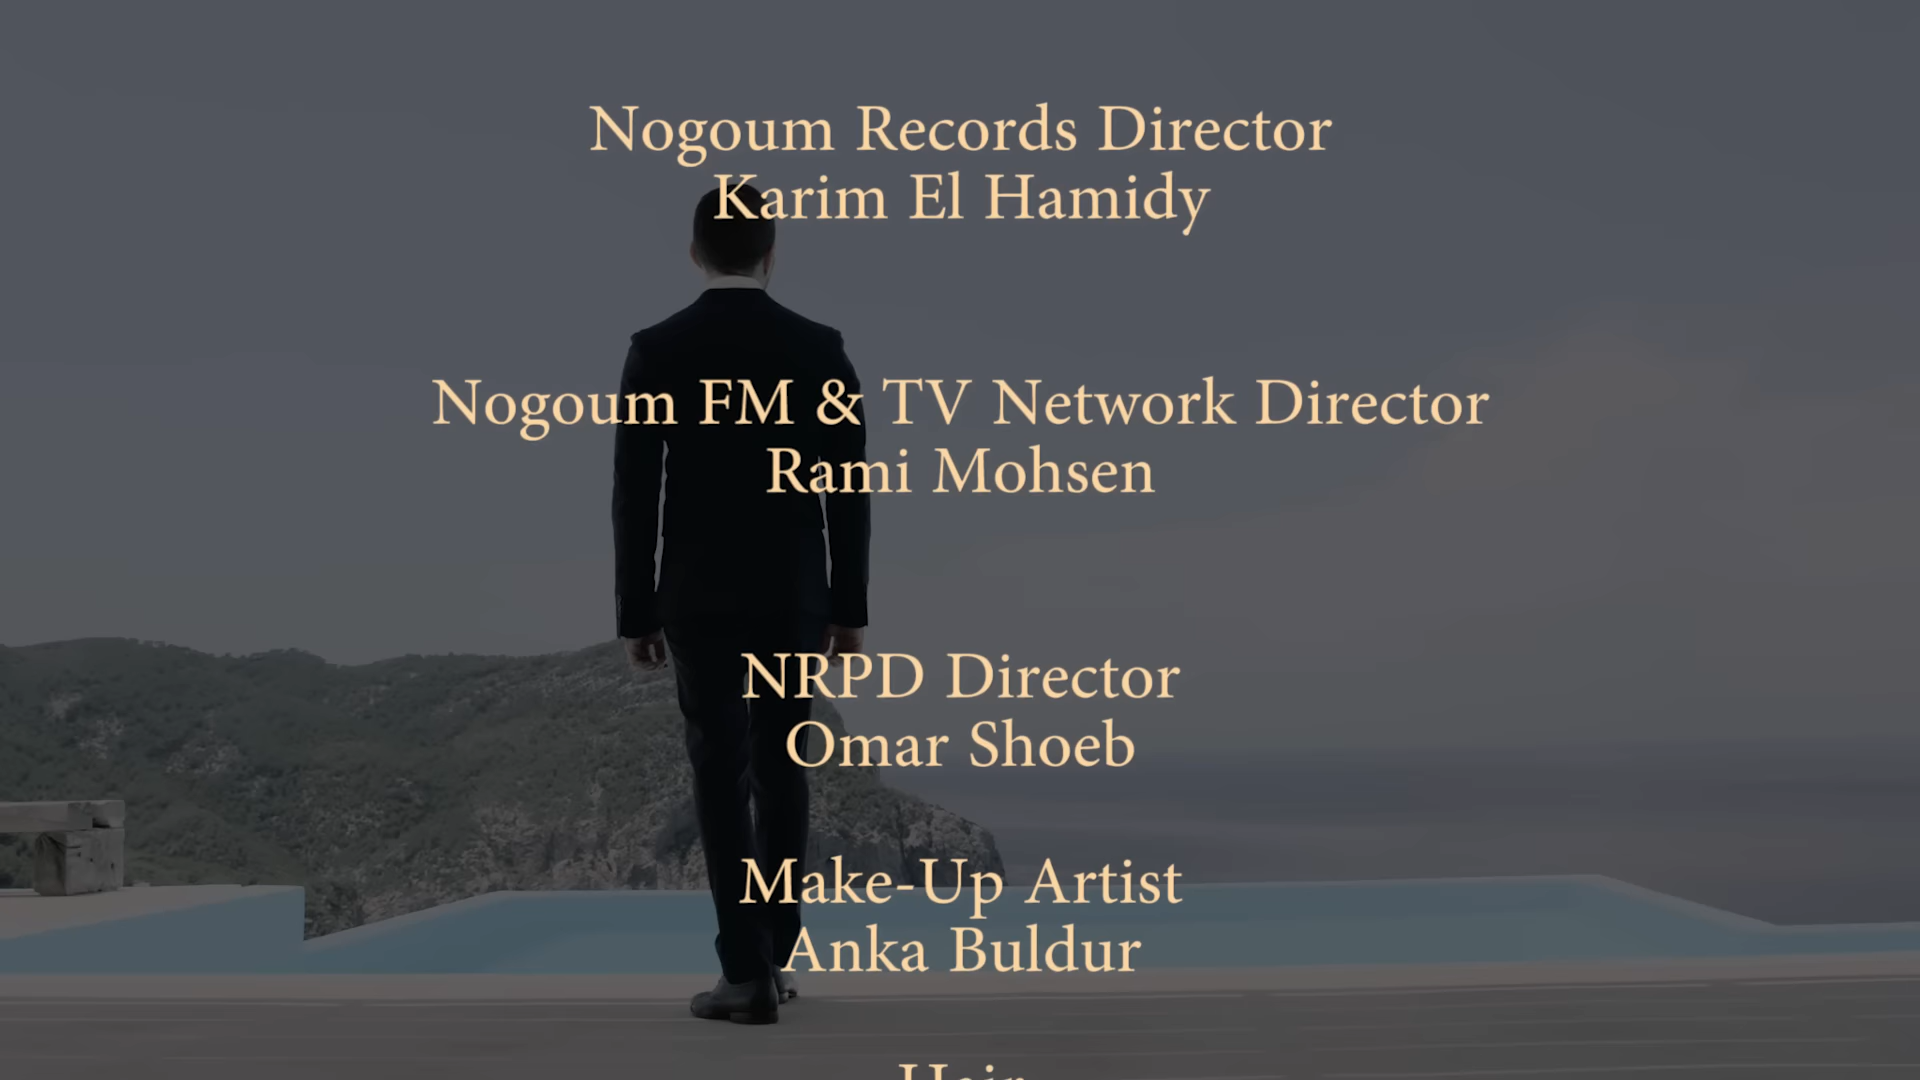 Nogoum Records Director
Karim El Hamidy
Nogoum FM & TV Network Director
Rami Mohsen
NRPD Director
Omar Shoeb
Make-Up Artist
Anka Buldur
Hair